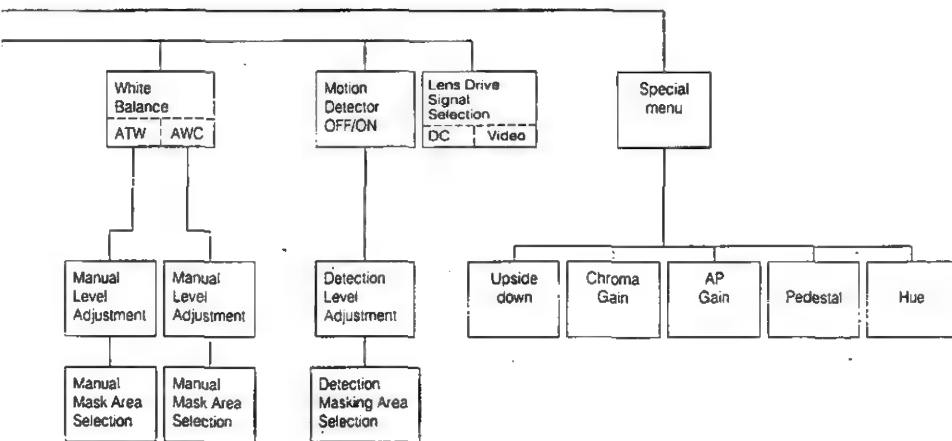 White
Balance
ATW AWC
Motion
Detector
OFF/ON
Lens Drive
Signal
Selection
DC Video
Special
menu
Manual
Level
Adjustment
Manual
Level
Adjustment
Detection
Level
Adjustment
Upside
down
Chroma
Gain
AP
Gain
Pedestal
Hue
Manual
Mask Area
Selection
Manual
Mask Area
Selection
Detection
Masking Area
Selection